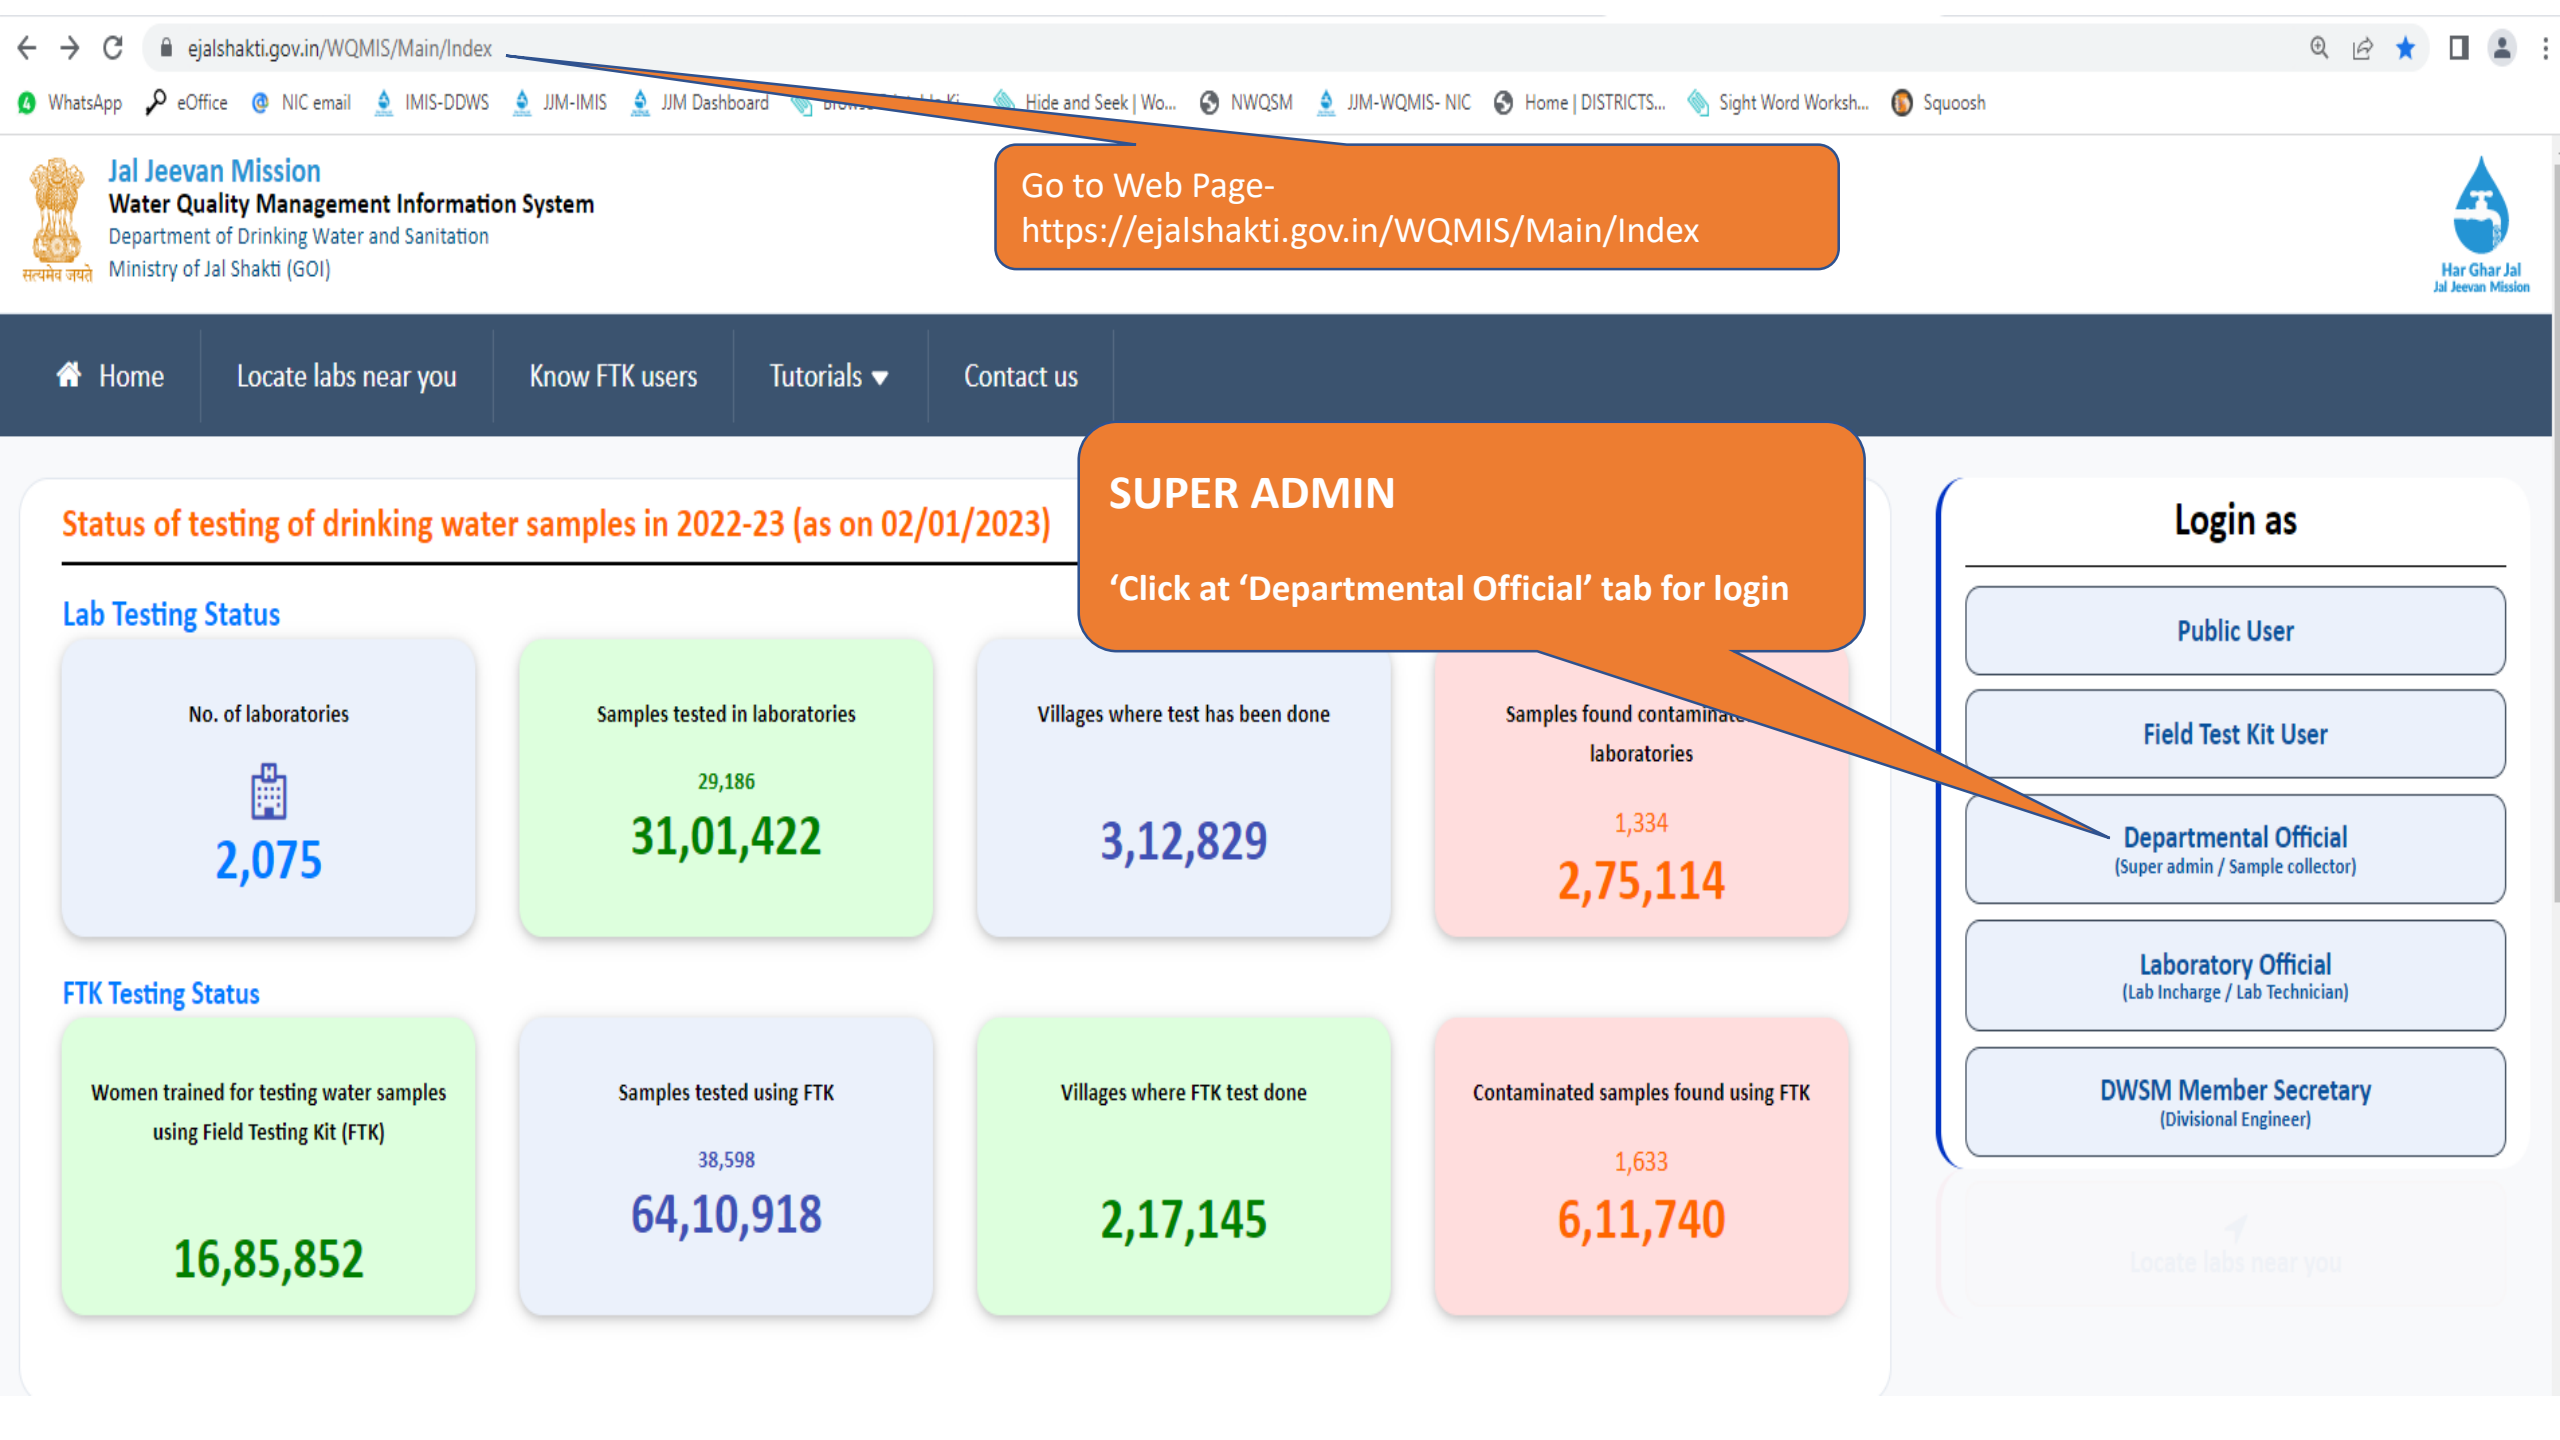 ejalshakti.gov.in/WQMIS/Main/Index
WhatsApp eOffice NIC email IMIS-DDWS JJM-IMIS JJM Dashboard Hide and Seek | Wo... NWQSM JJM-WQMIS- NIC Home | DISTRICTS... Sight Word Worksh... Squoosh
Jal Jeevan Mission
Water Quality Management Information System
Department of Drinking Water and Sanitation
Ministry of Jal Shakti (GOI)
सत्यमेव जयते
Go to Web Page-
https://ejalshakti.gov.in/WQMIS/Main/Index
Har Ghar Jal
Jal Jeevan Mission
Home Locate labs near you Know FTK users Tutorials Contact us
SUPER ADMIN
‘Click at ‘Departmental Official’ tab for login
Status of testing of drinking water samples in 2022-23 (as on 02/01/2023)
Lab Testing Status
No. of laboratories
2,075
Samples tested in laboratories
29,186
31,01,422
Villages where test has been done
3,12,829
Samples found
laboratories
1,334
2,75,114
FTK Testing Status
Women trained for testing water samples
using Field Testing Kit (FTK)
16,85,852
Samples tested using FTK
38,598
64,10,918
Villages where FTK test done
2,17,145
Contaminated samples found using FTK
1,633
6,11,740
Login as
Public User
Field Test Kit User
Departmental Official
(Super admin / Sample collector)
Laboratory Official
(Lab Incharge / Lab Technician)
DWSM Member Secretary
(Divisional Engineer)
Locate labs near you